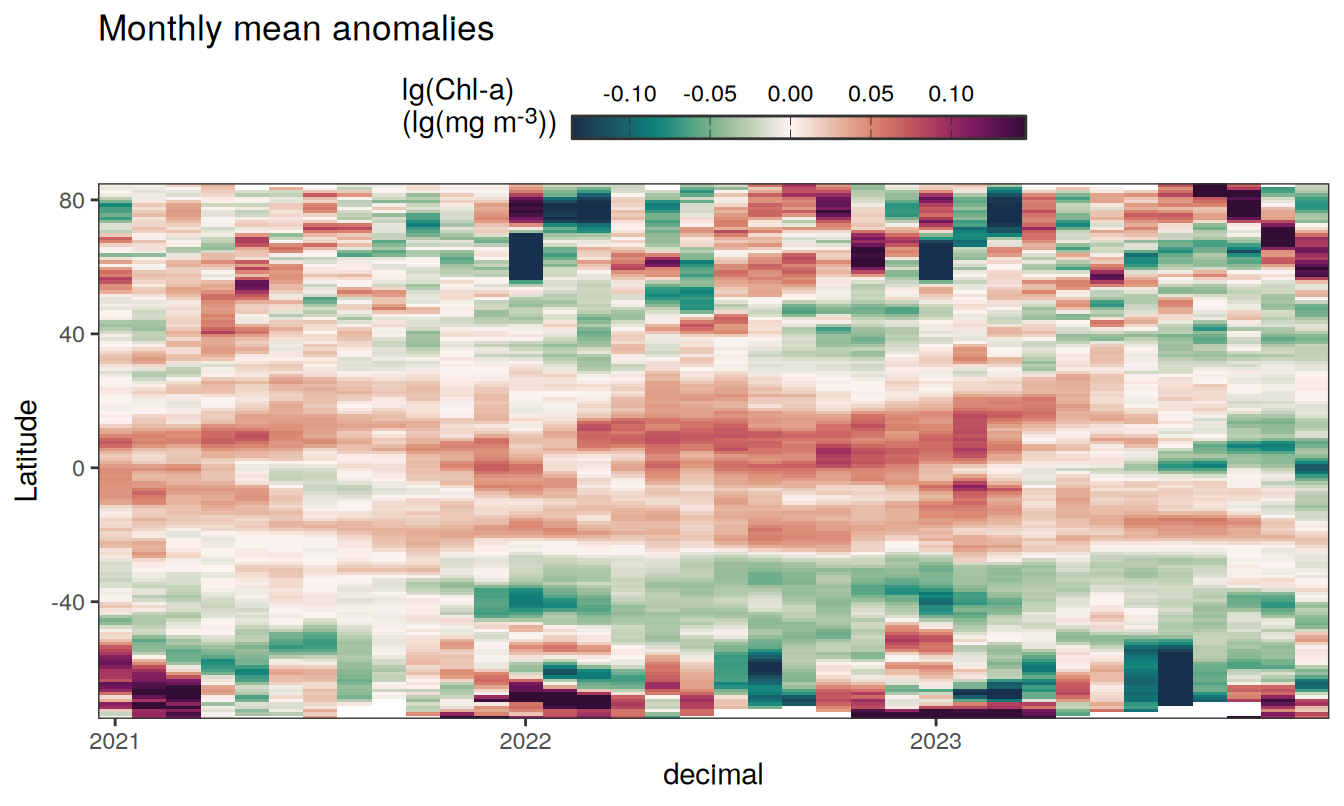 Monthly mean anomalies
lg(Chl-a)
(lg(mg m-3))
-0.10 -0.05 0.00 0.05 0.10
80
40
0
-40
Latitude
2021 2022 2023
decimal